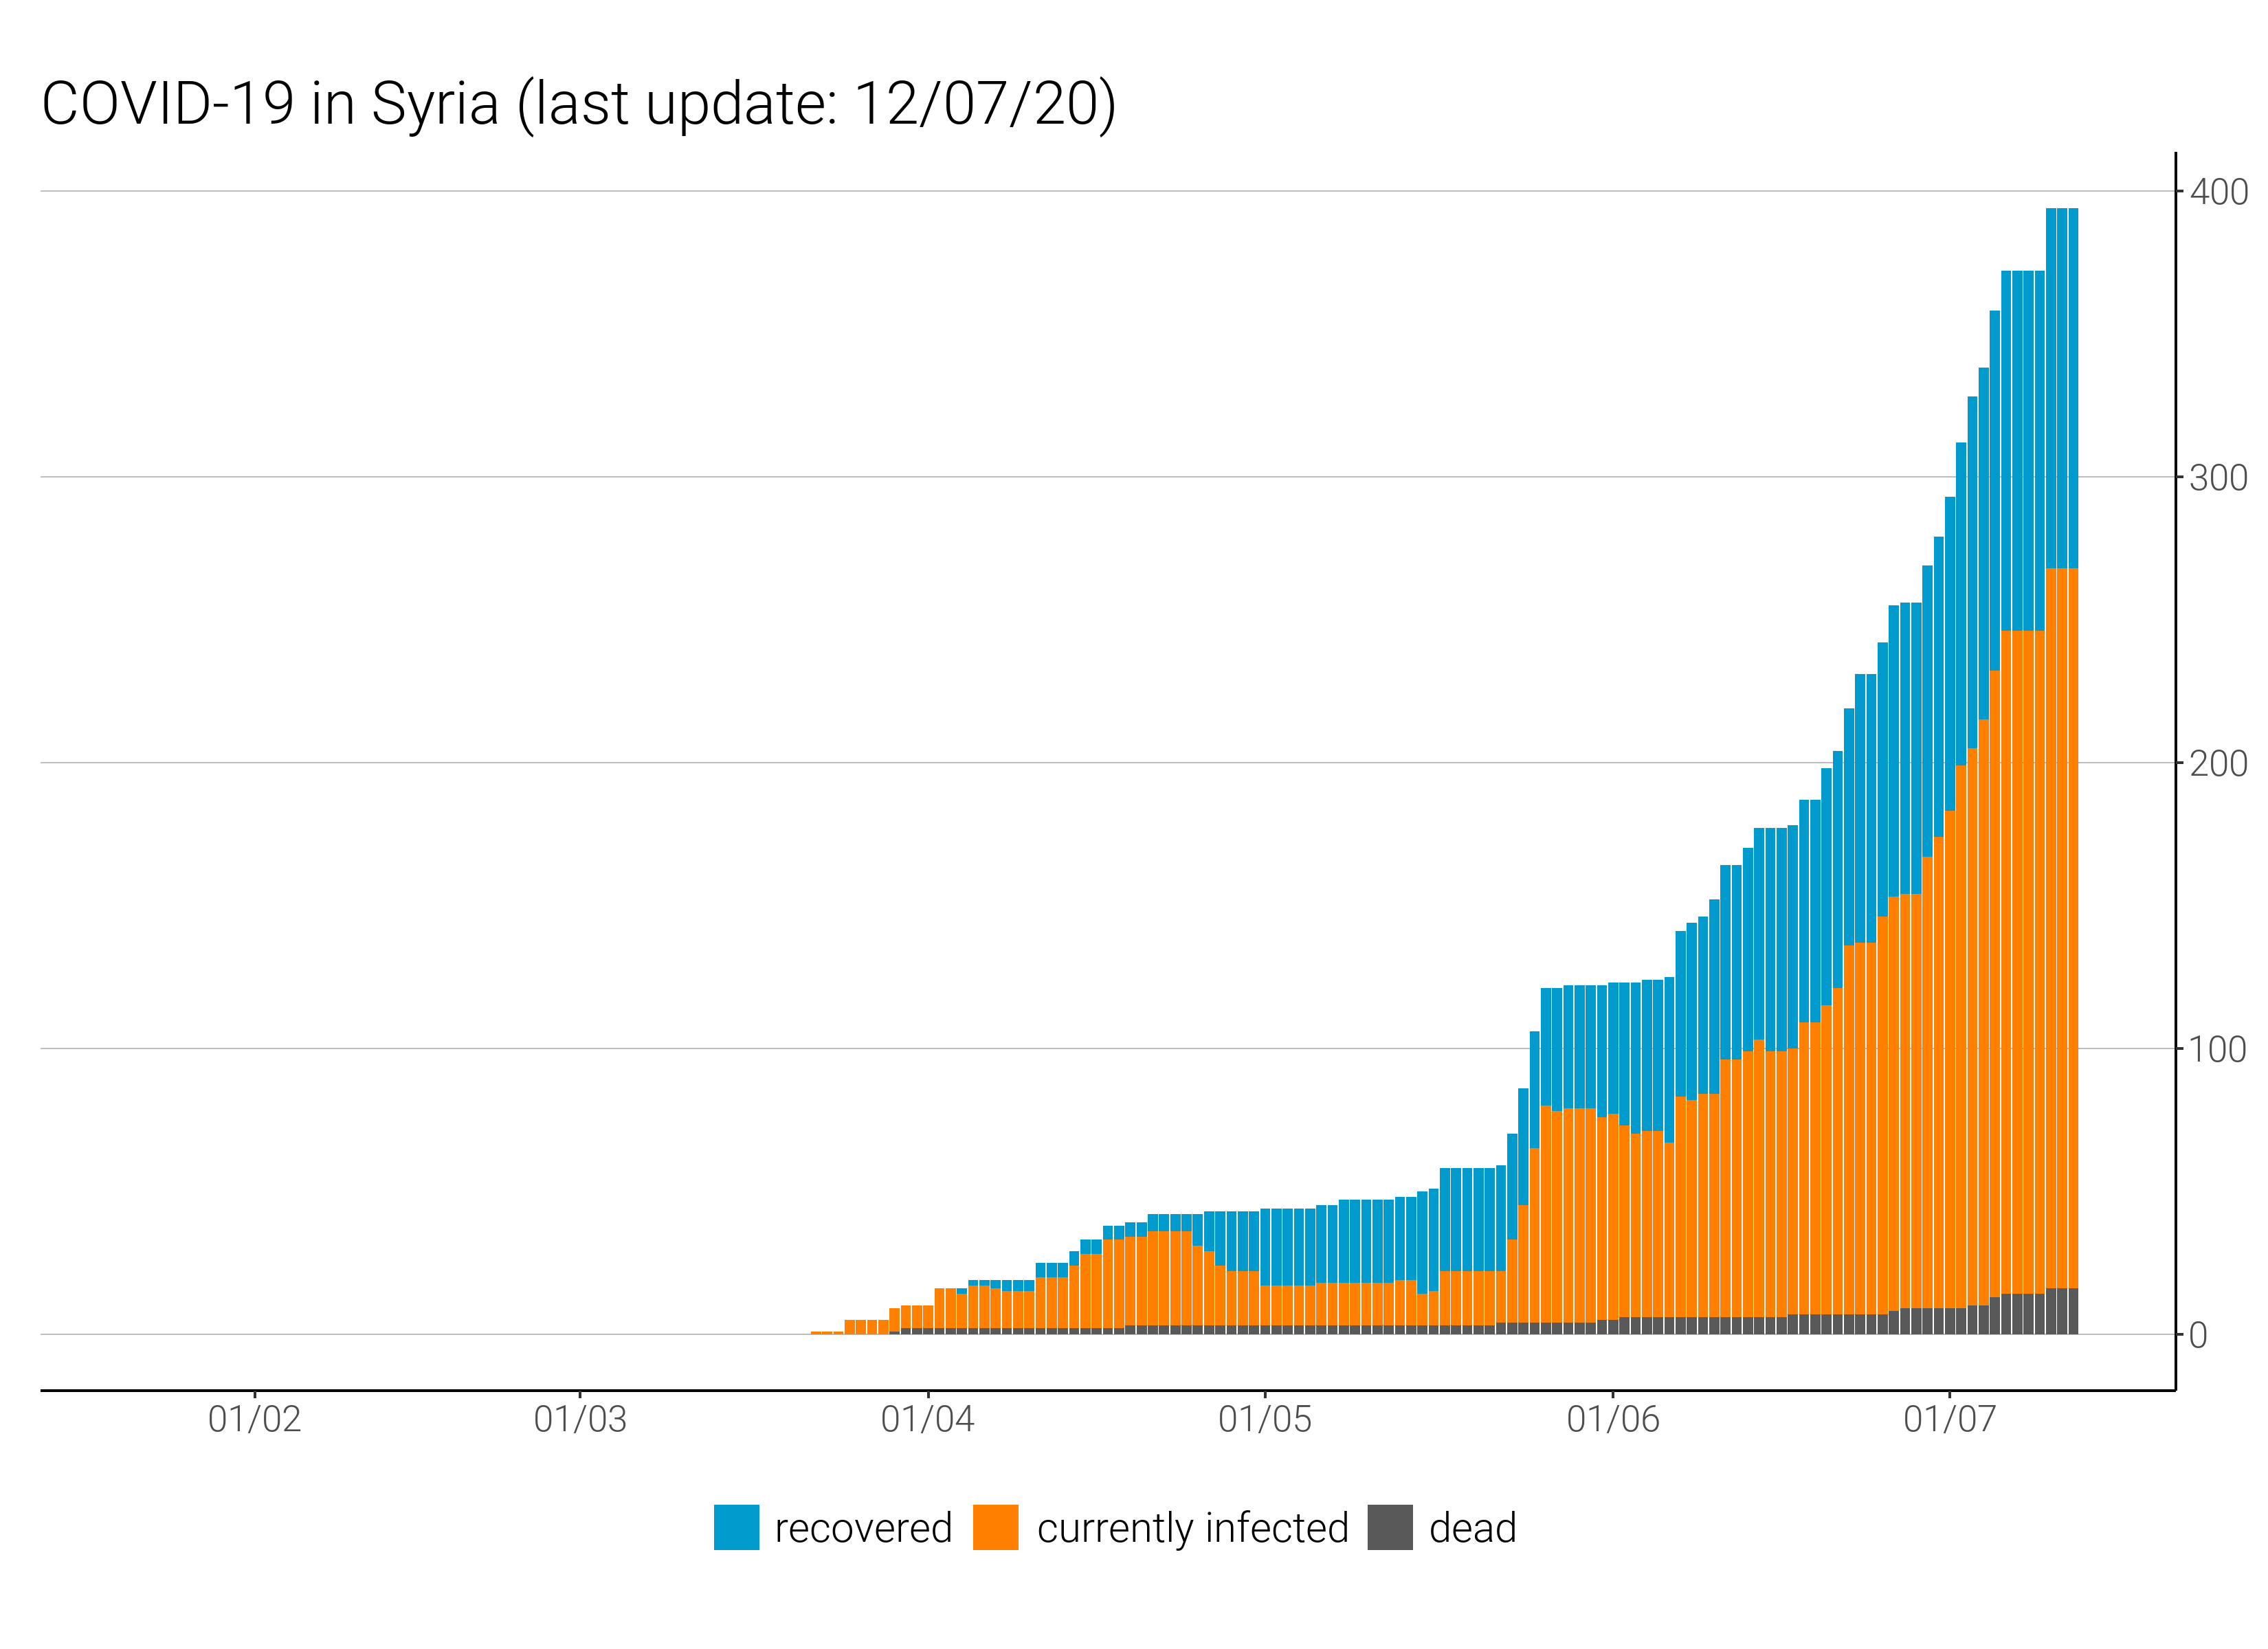 COVID-19 in Syria (last update: 12/07/20)
400
300
200
100
0
01/02 01/03 01/04 01/05 01/06 01/07
recovered currently infected dead